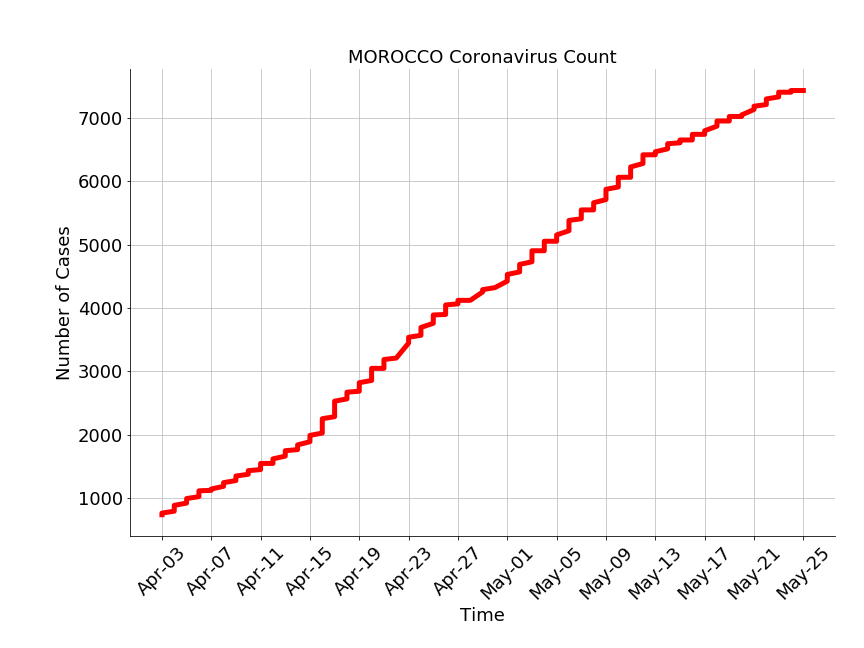 MOROCCO Coronavirus Count
Number of Cases
7000
6000
5000
4000
3000
2000
1000
Apr-03
Apr-07
Apr-11
Apr-15
Apr-19
Apr-23
Apr-27
May-01
May-05
May-09
May-13
May-17
May-21
May-25
Time